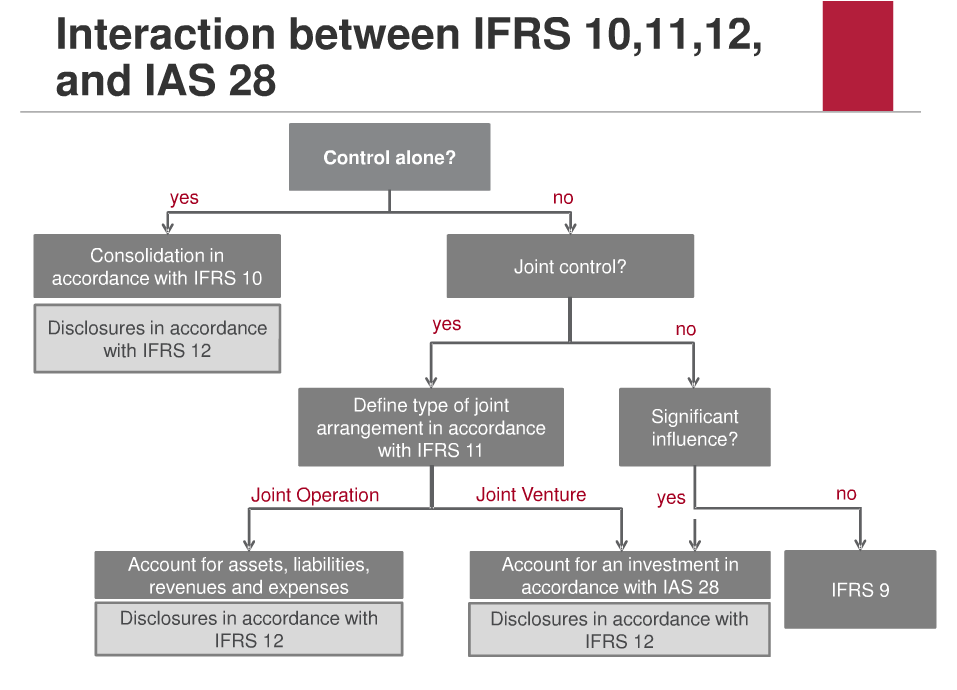 Interaction between IFRS 10,11,12,
and IAS 28
Control alone?
yes
no
Consolidation in
accordance with IFRS 10
Disclosures in accordance
with IFRS 12
Joint control?
yes
no
Define type of joint
arrangement in accordance
with IFRS 11
Significant
influence?
Joint Operation
Joint Venture
yes
no
Account for assets, liabilities,
revenues and expenses
Disclosures in accordance with
IFRS 12
Account for an investment in
accordance with IAS 28
Disclosures in accordance with
IFRS 12
IFRS 9